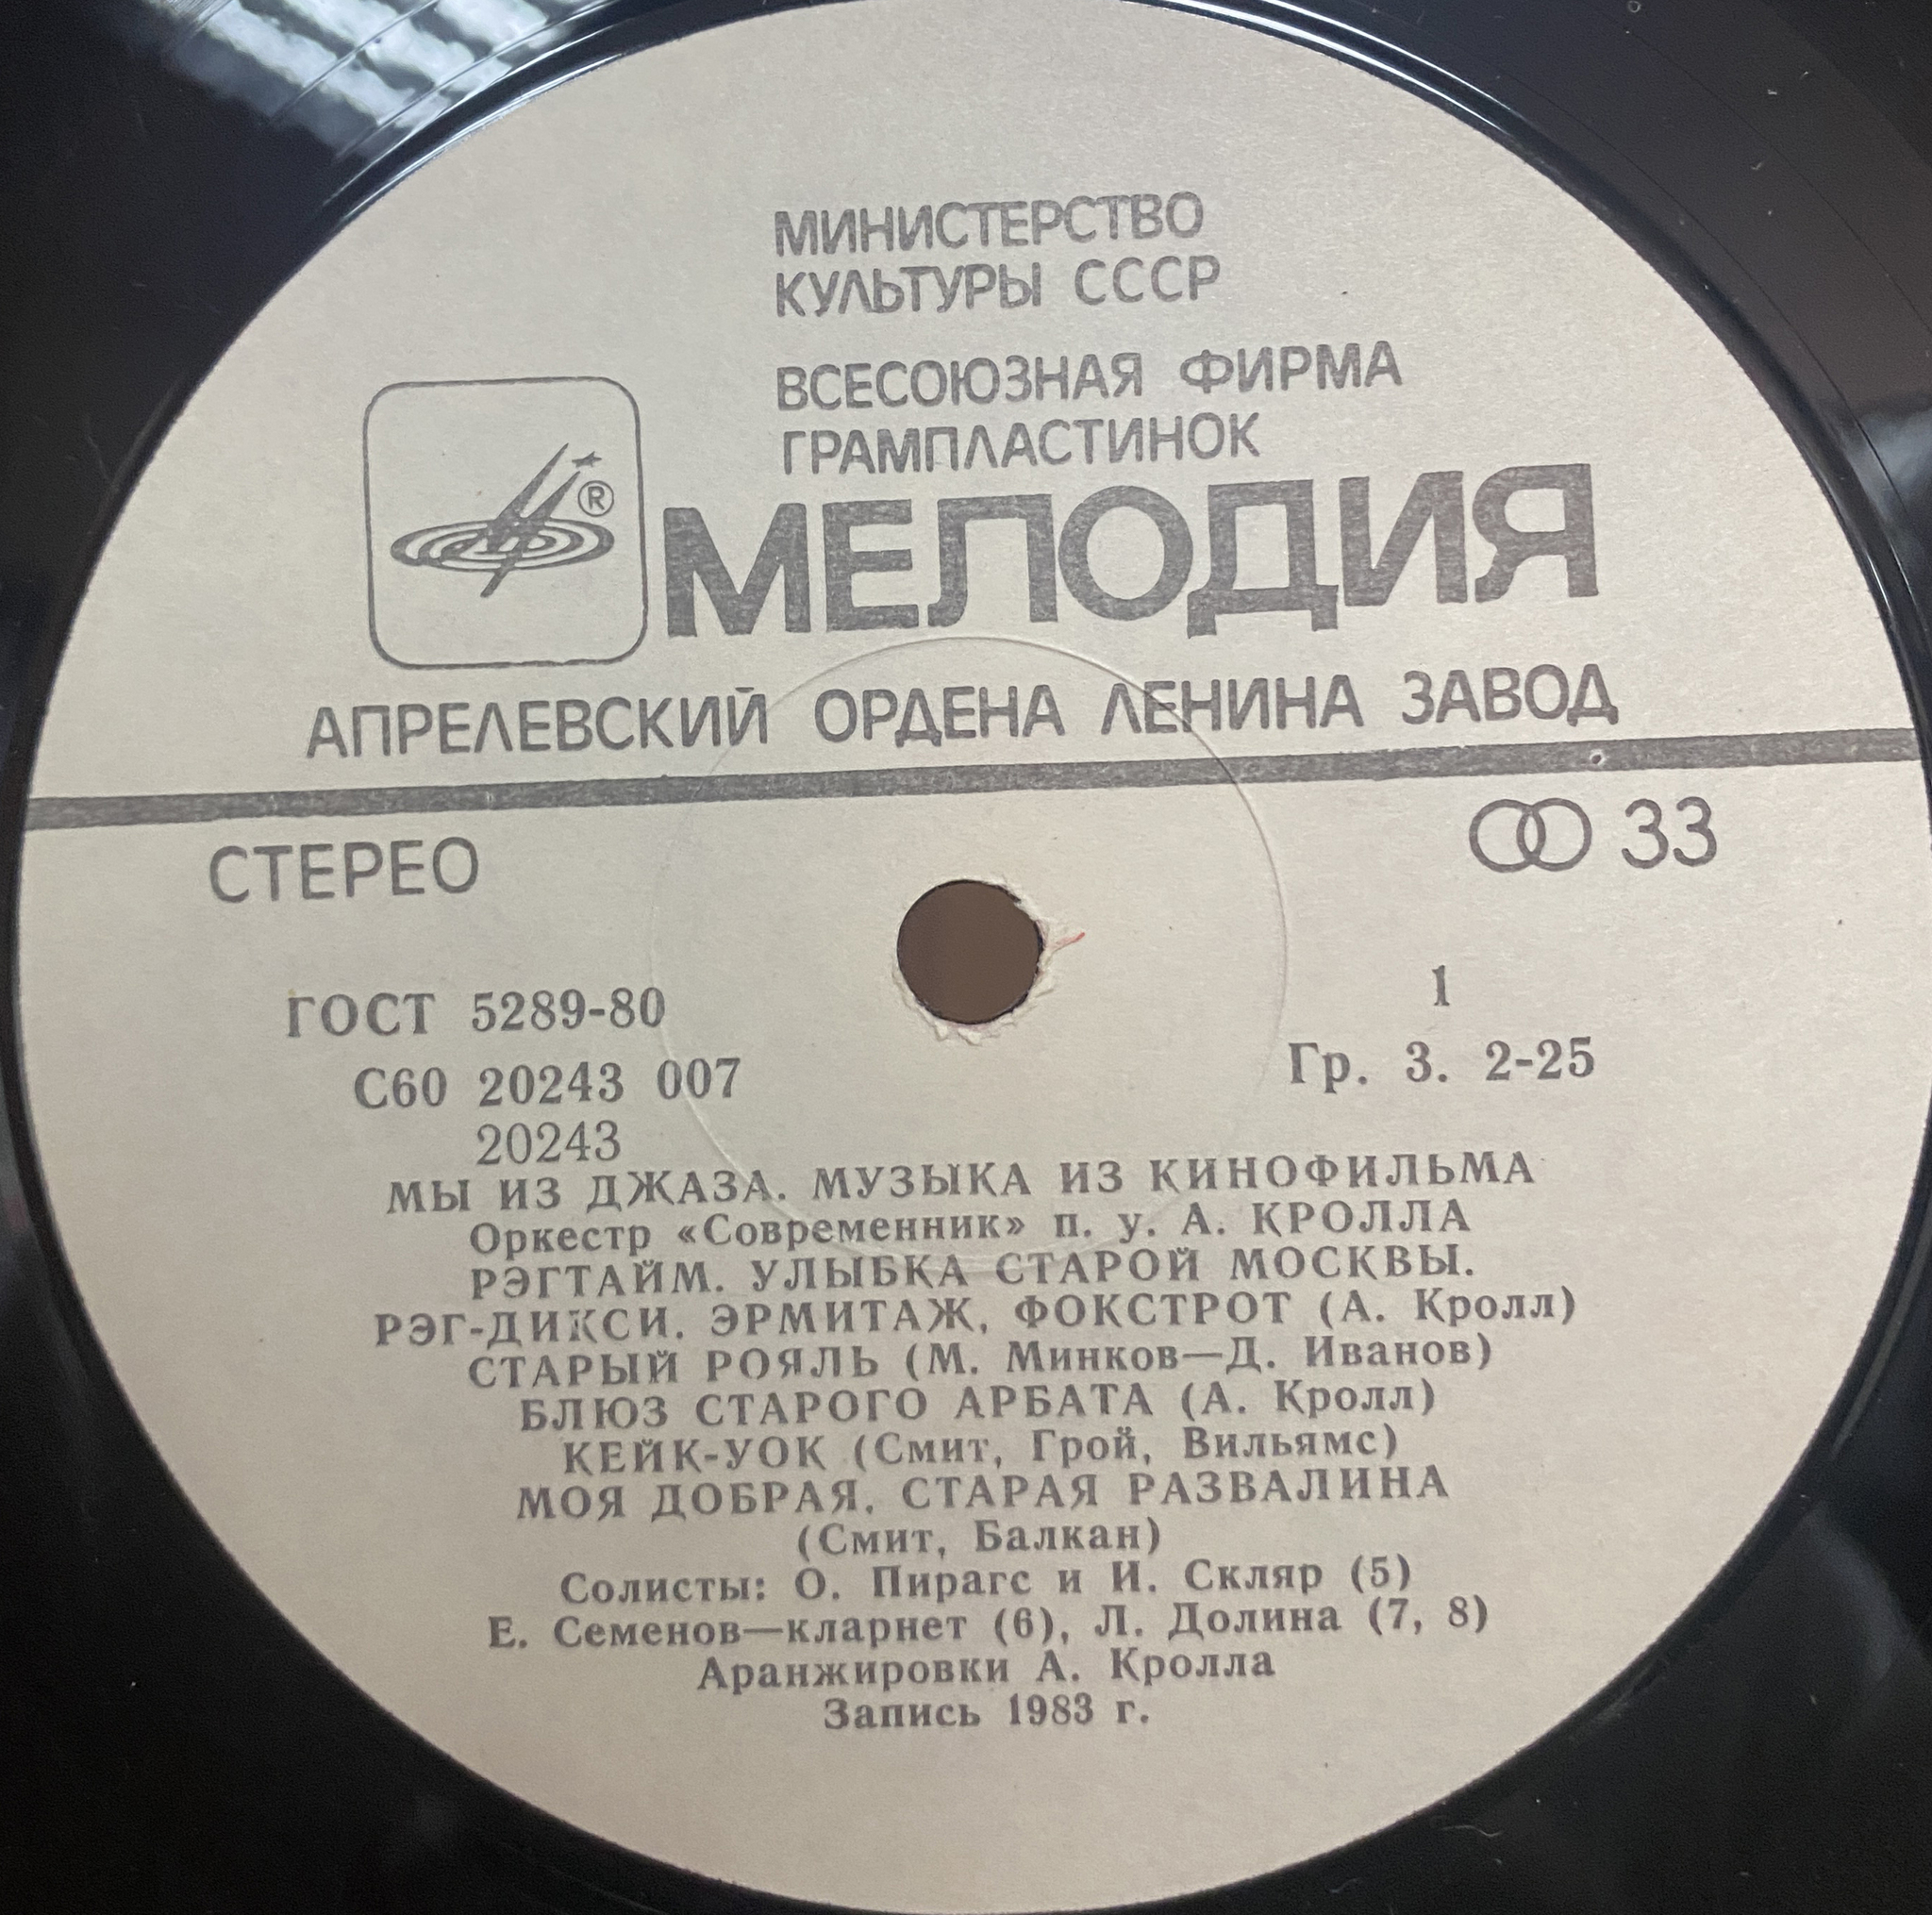 МИНИСТЕРСТВО
КУЛЬТУРЫ СССР
ВСЕСОЮЗНАЯ ФИРМА
ГРАМПЛАСТИНОК
®
МЕЛОДИЯ
АПРЕЛЕВСКИЙ ОРДЕНА ЛЕНИНА ЗАВОД
СТЕРЕО
33
ГОСТ 5289-80
1
С60 20243 007
Гр. 3. 2-25
20243
МЫ ИЗ ДЖАЗА. МУЗЫКА ИЗ КИНОФИЛЬМА
Оркестр «Современник» п. у. А. КРОЛЛА
РЭГТАЙМ. УЛЫБКА СТАРОЙ МОСКВЫ.
РЭГ-ДИКСИ. ЭРМИТАЖ, ФОКСТРОТ (А. Кролл)
СТАРЫЙ РОЯЛЬ (М. Минков—Д. Иванов)
БЛЮЗ СТАРОГО АРБАТА (А. Кролл)
КЕЙК-УОК (Смит, Грой, Вильямс)
МОЯ ДОБРАЯ, СТАРАЯ РАЗВАЛИНА
(Смит, Балкан)
Солисты: О. Пирагс и И. Скляр (5)
Е. Семенов—кларнет (6), Л. Долина (7, 8)
Аранжировки А. Кролла
Запись 1983 г.